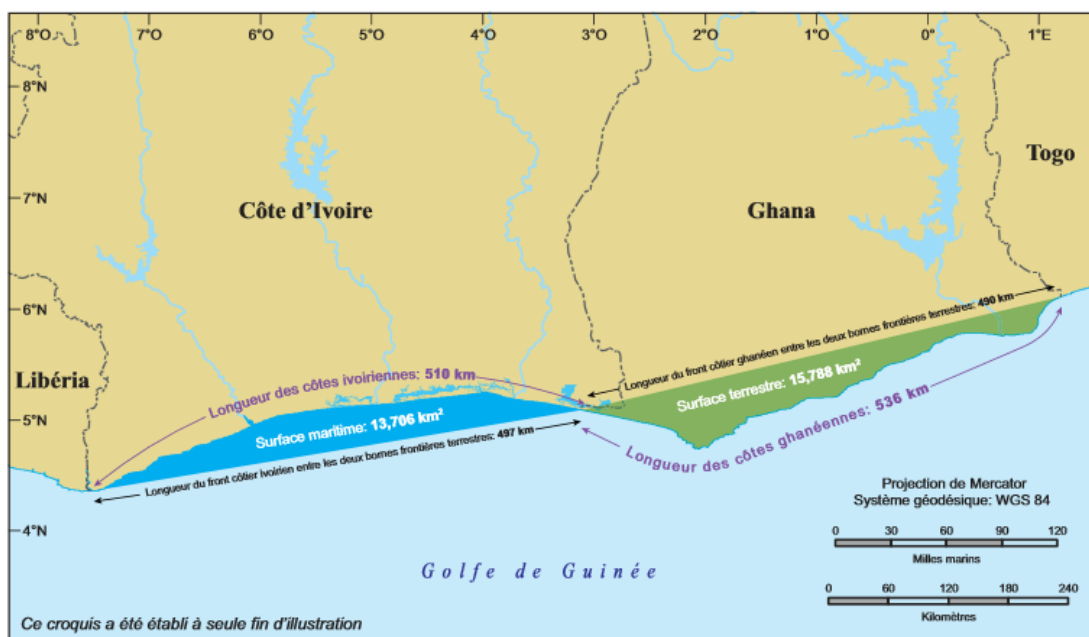 8°O 7°O 6°O 5°O 4°O 3°O 2°O 1°O 0° 1°E
8°N
Togo
7°N
Côte d’Ivoire
Ghana
6°N
Longueur du front côtier ghanéen entre les deux bornes frontières terrestres: 490 km
Libéria
Longueur des côtes ivoiriennes: 510 km
Surface terrestre: 15,788 km²
5°N
Surface maritime: 13,706 km²
Longueur des côtes ghanéennes: 536 km
Longueur du front côtier ivoirien entre les deux bornes frontières terrestres: 497 km
Projection de Mercator
Système géodésique: WGS 84
4°N
0 30 60 90 120
Milles marins
Golfe de Guinée
0 60 120 180 240
Kilomètres
Ce croquis a été établi à seule fin d’illustration